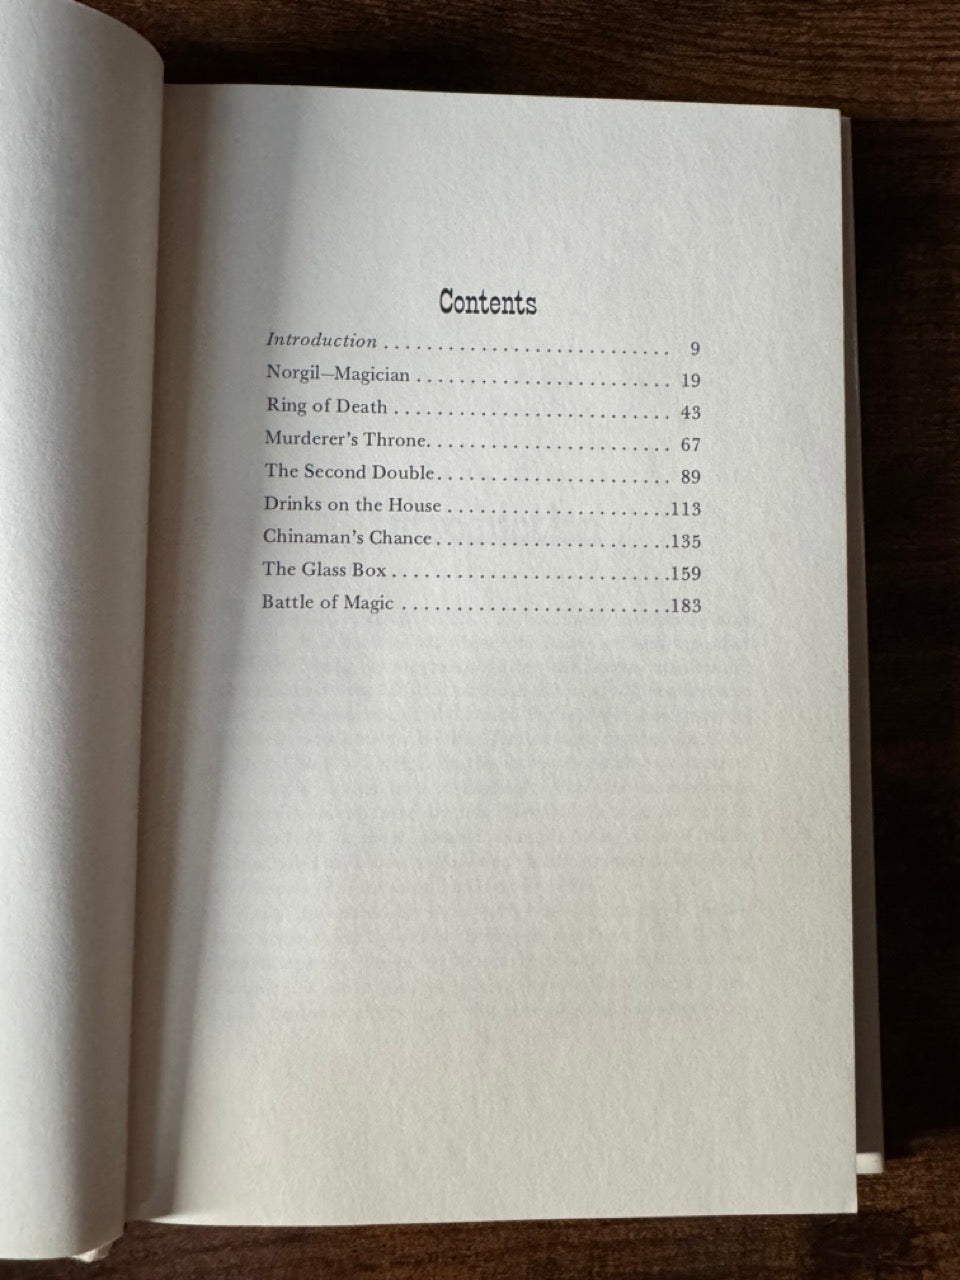 Contents
Introduction ........................... 9
Norgil—Magician ........................ 19
Ring of Death .......................... 43
Murderer's Throne....................... 67
The Second Double...................... 89
Drinks on the House .....................113
Chinaman's Chance......................135
The Glass Box..........................159
Battle of Magic .........................183